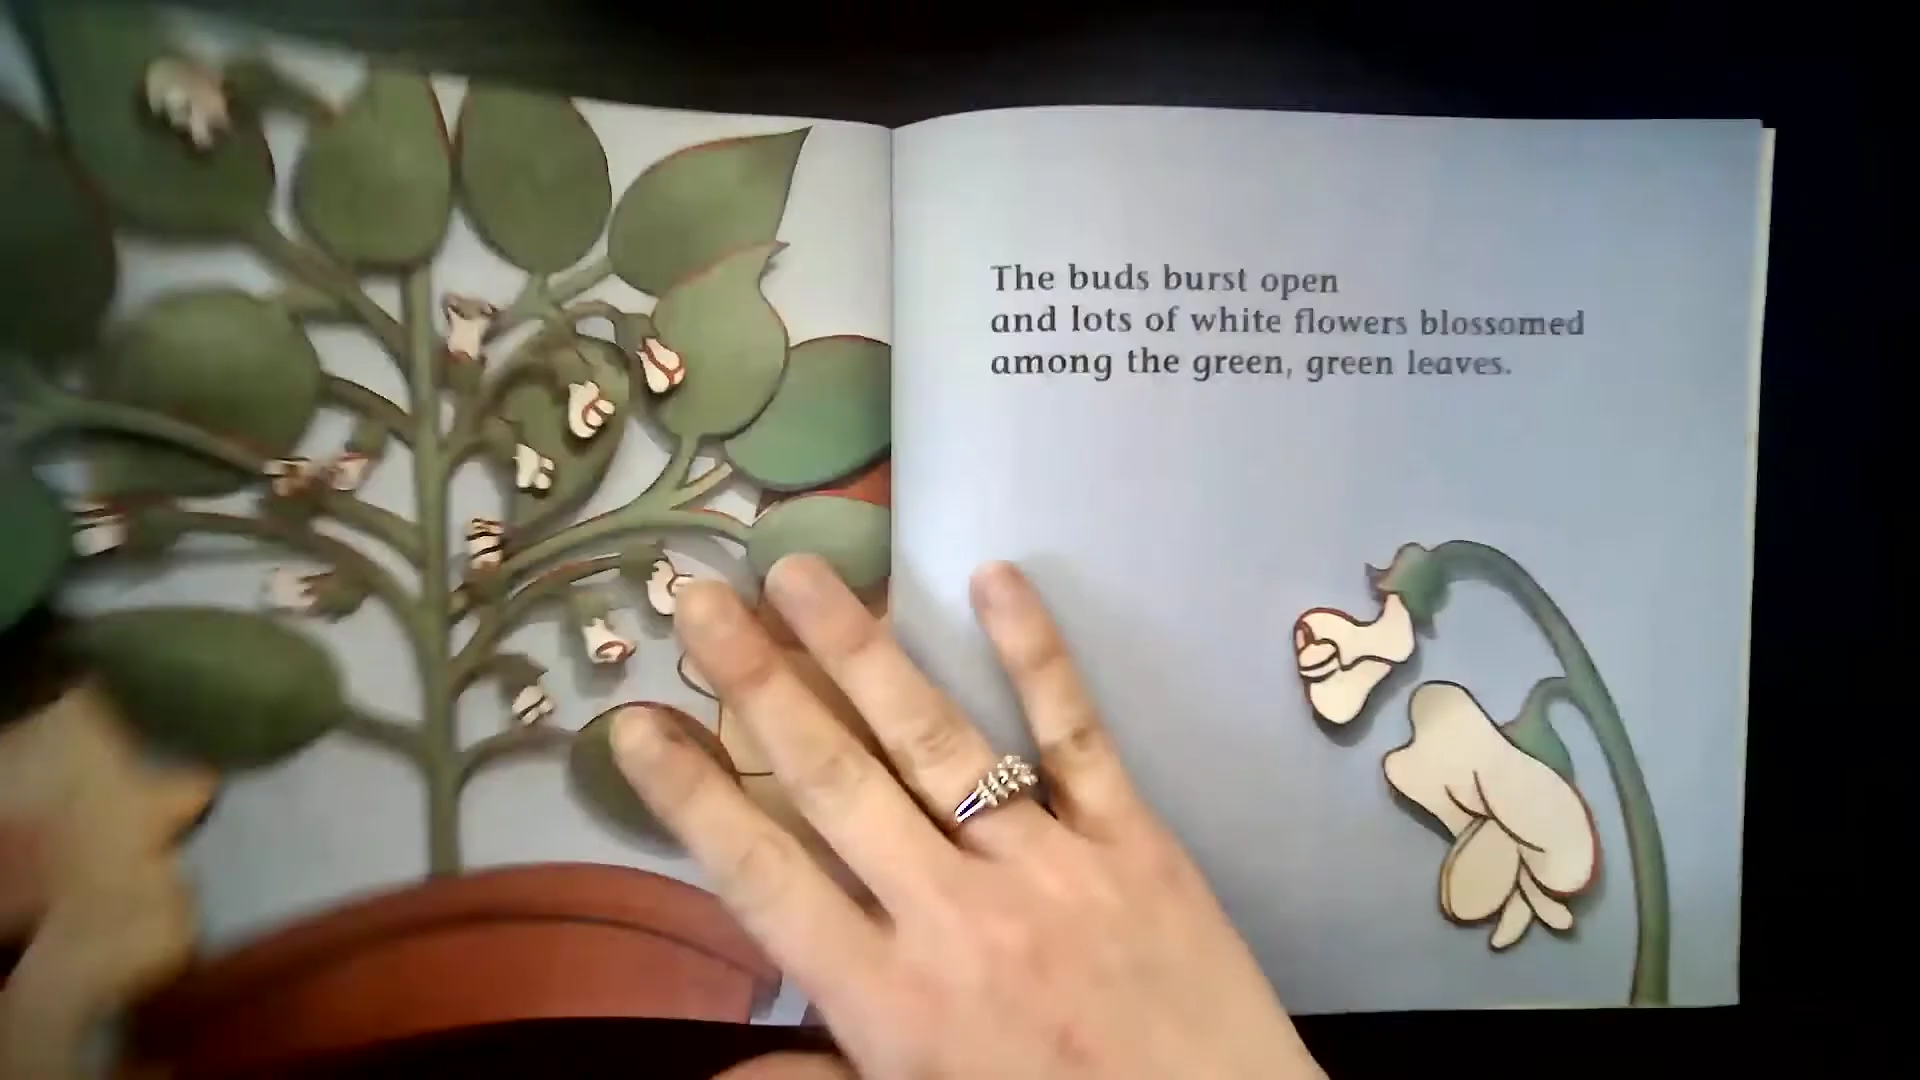 The buds burst open
and lots of white flowers blossomed
among the green, green leaves.